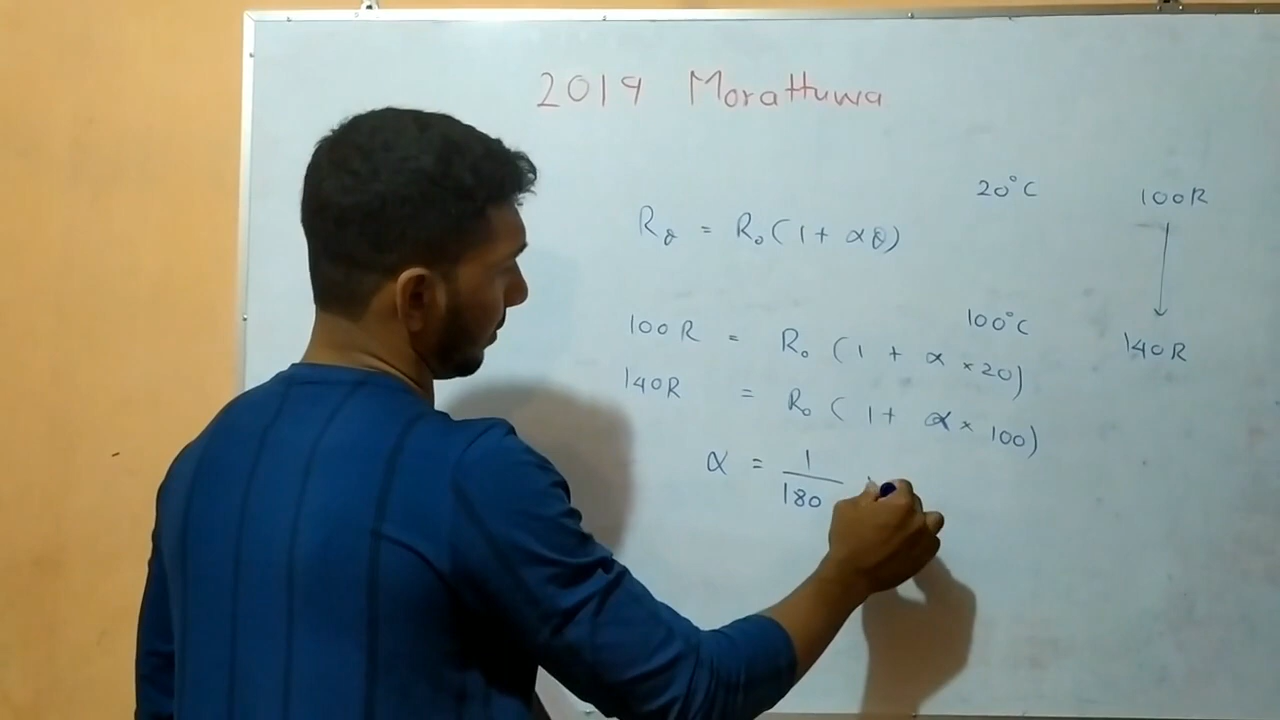 2019 Morattuwa
20°C 100R
Rθ = R₀(1 + αθ)
100°C
140R
100R = R₀ (1 + α × 20)
140R = R₀ (1 + α × 100)
α = 1/180